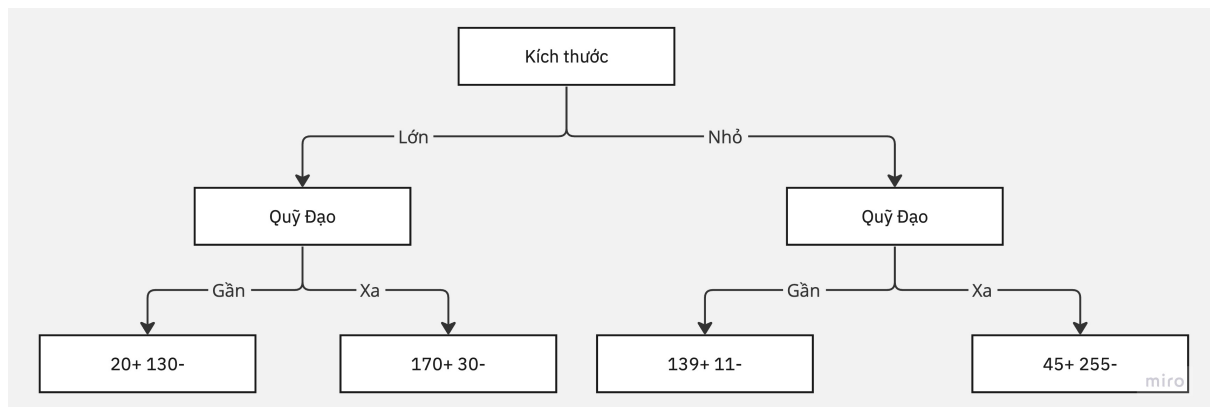 Kích thước
Lớn
Nhỏ
Quỹ Đạo
Quỹ Đạo
Gần
Xa
Gần
Xa
20+ 130-
170+ 30-
139+ 11-
45+ 255-
miro